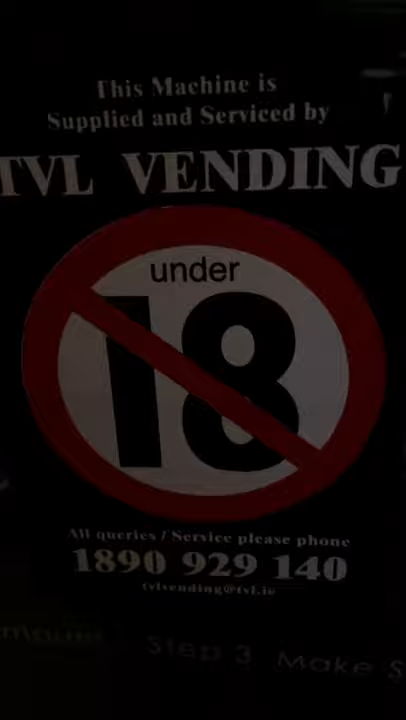 This Machine is
Supplied and Serviced by
TVL VENDING
under
18
All queries / Service please phone
1890 929 140
tvlvending@tvl.ie
Step 3 Make S